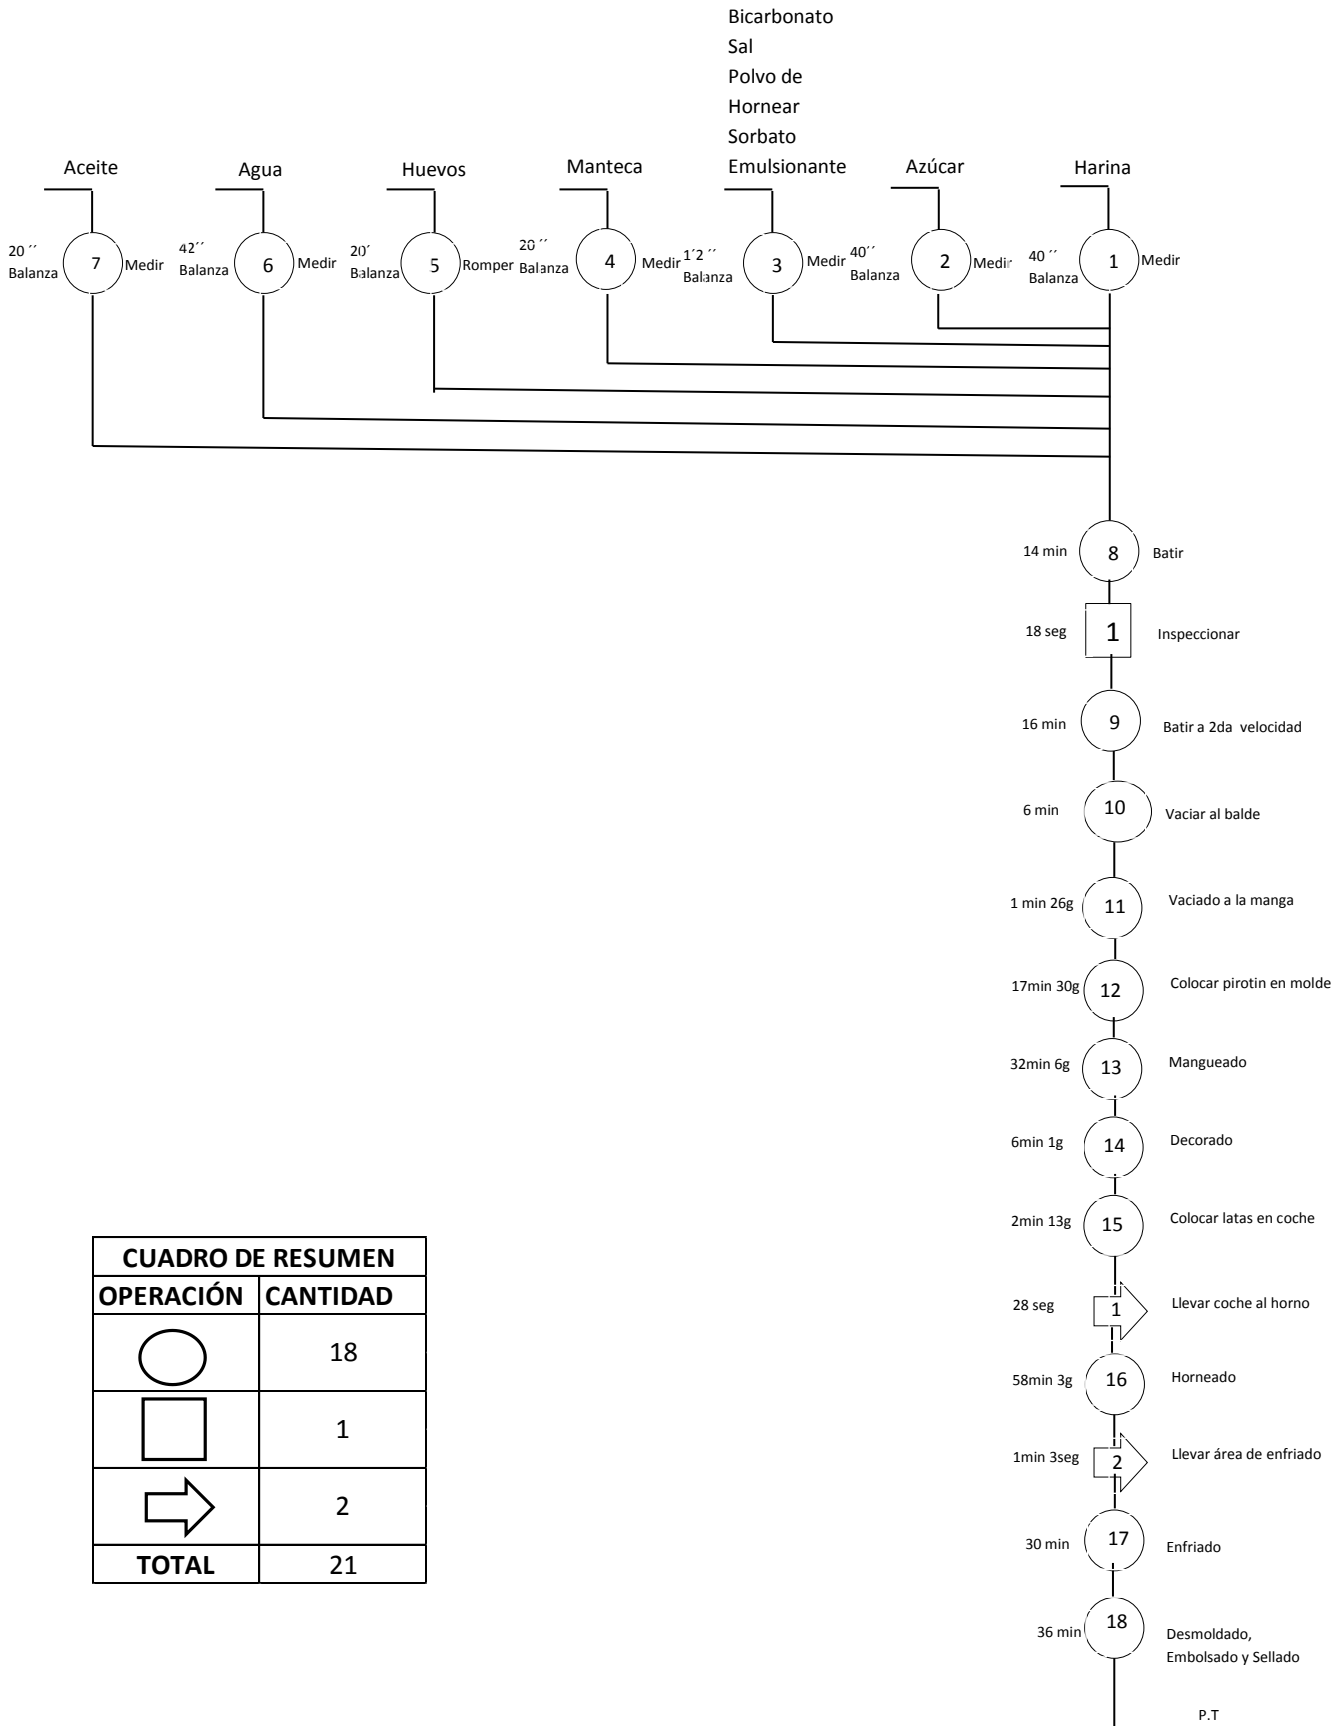 Bicarbonato
Sal
Polvo de
Hornear
Sorbato
Emulsionante
Aceite
Agua
Huevos
Manteca
Azúcar
Harina
20 ´´
Balanza
7
Medir
42´´
Balanza
6
Medir
20´
Balanza
5
Romper
20 ´´
Balanza
4
Medir
1´2 ´´
Balanza
3
Medir
40´´
Balanza
2
Medir
40 ´´
Balanza
1
Medir
14 min
8
Batir
18 seg
1
Inspeccionar
16 min
9
Batir a 2da velocidad
6 min
10
Vaciar al balde
1 min 26g
11
Vaciado a la manga
17min 30g
12
Colocar pirotin en molde
32min 6g
13
Mangueado
6min 1g
14
Decorado
2min 13g
15
Colocar latas en coche
28 seg
1
Llevar coche al horno
58min 3g
16
Horneado
1min 3seg
2
Llevar área de enfriado
30 min
17
Enfriado
36 min
18
Desmoldado,
Embolsado y Sellado
P.T
CUADRO DE RESUMEN
OPERACIÓN CANTIDAD
18
1
2
TOTAL 21